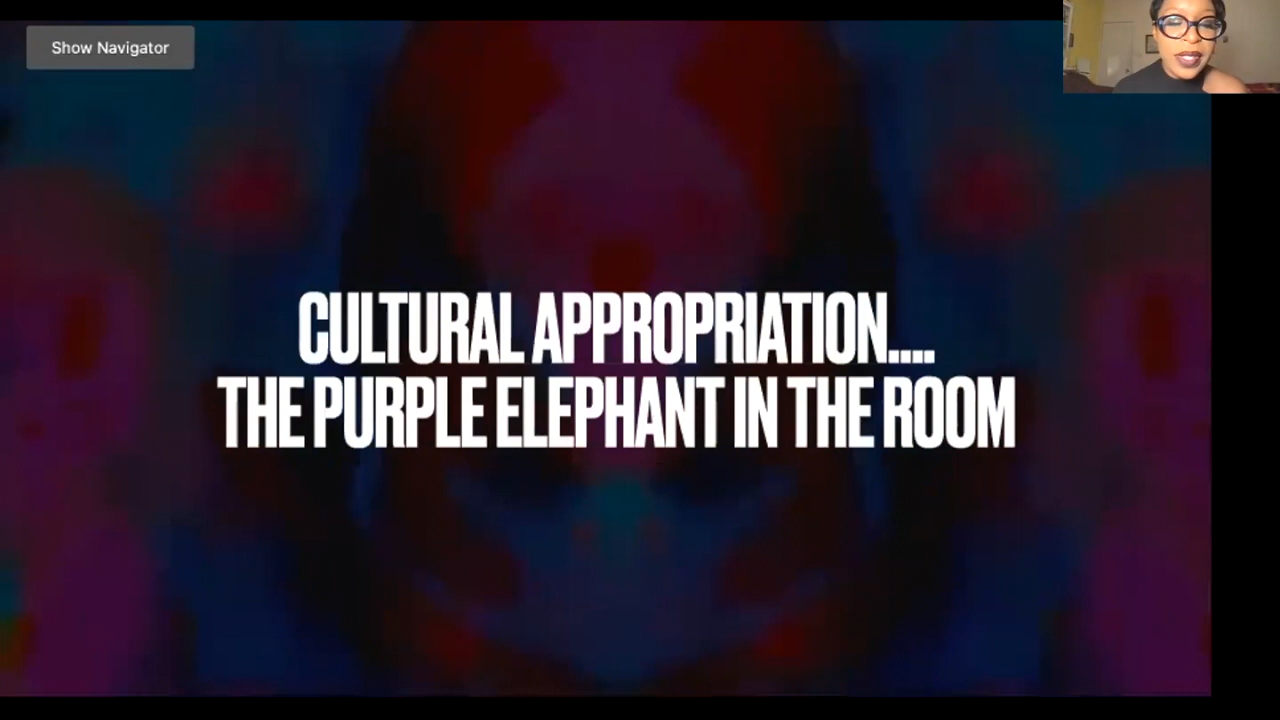 Show Navigator
CULTURAL APPROPRIATION....
THE PURPLE ELEPHANT IN THE ROOM